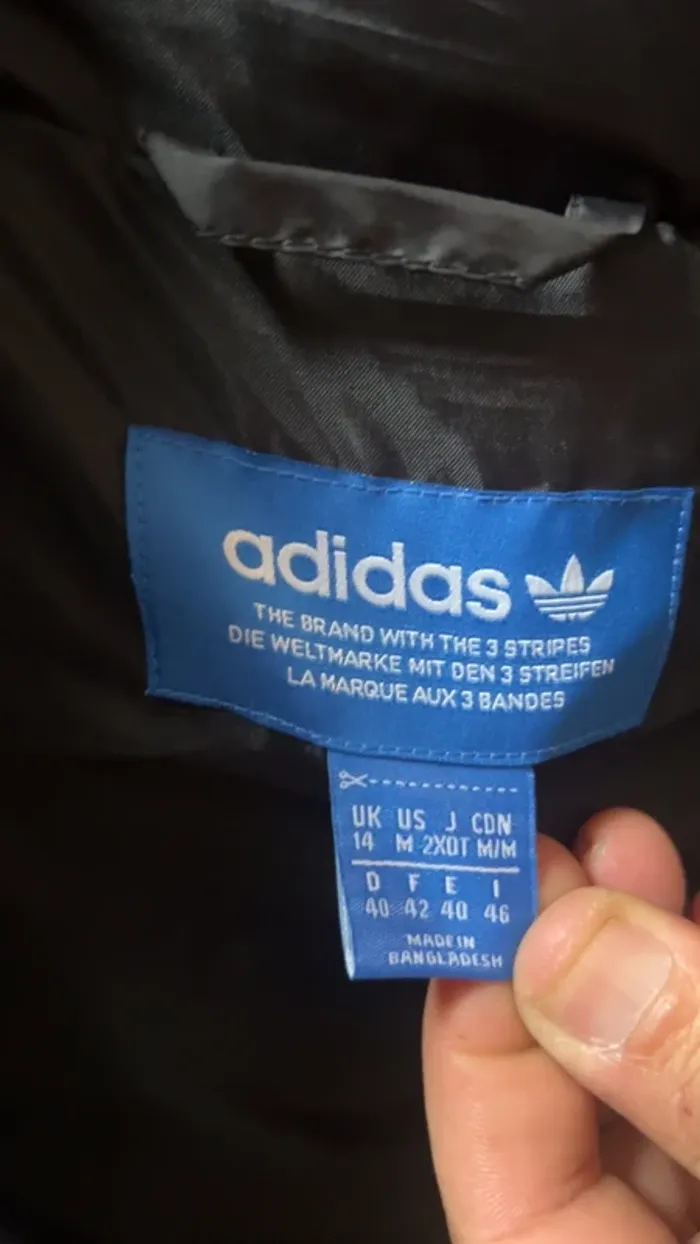 adidas
THE BRAND WITH THE 3 STRIPES
DIE WELTMARKE MIT DEN 3 STREIFEN
LA MARQUE AUX 3 BANDES
UK US J CDN
14 M 2XOT M/M
D F E I
40 42 40 46
MADE IN
BANGLADESH